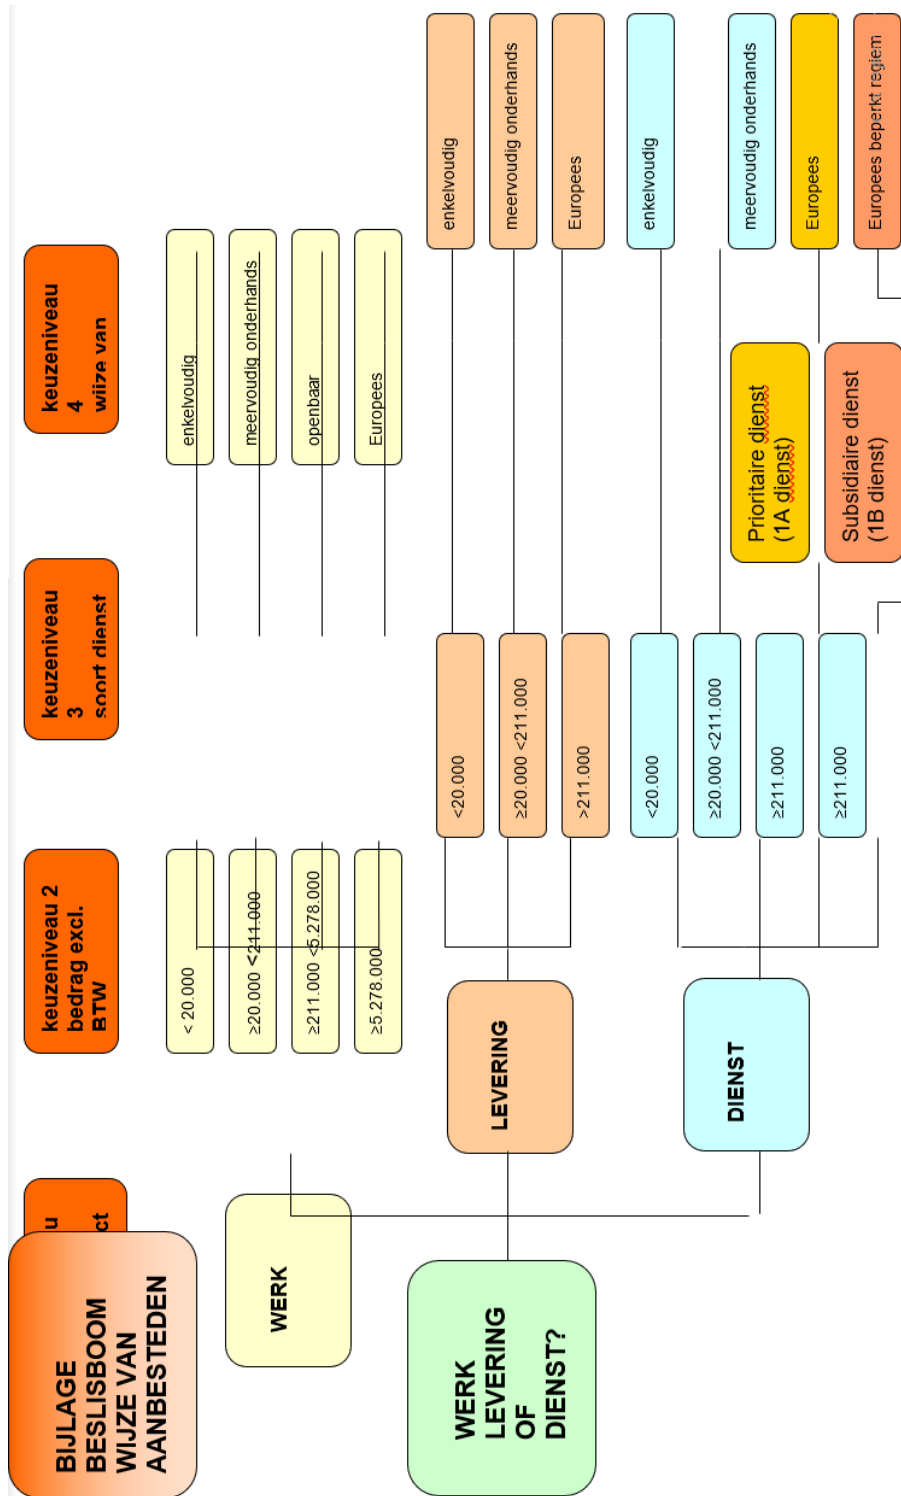 BIJLAGE
BESLISBOOM
WIJZE VAN
AANBESTEDEN
keuzeniveau 2
bedrag excl.
BTW
keuzeniveau
3
soort dienst
keuzeniveau
4
wijze van
WERK
LEVERING
OF
DIENST?
WERK
< 20.000
≥20.000 <211.000
≥211.000 <5.278.000
≥5.278.000
enkelvoudig
meervoudig onderhands
openbaar
Europees
LEVERING
<20.000
≥20.000 <211.000
>211.000
enkelvoudig
meervoudig onderhands
Europees
DIENST
<20.000
≥20.000 <211.000
≥211.000
≥211.000
Prioritaire dienst
(1A dienst)
Subsidiaire dienst
(1B dienst)
enkelvoudig
meervoudig onderhands
Europees
Europees beperkt regiem